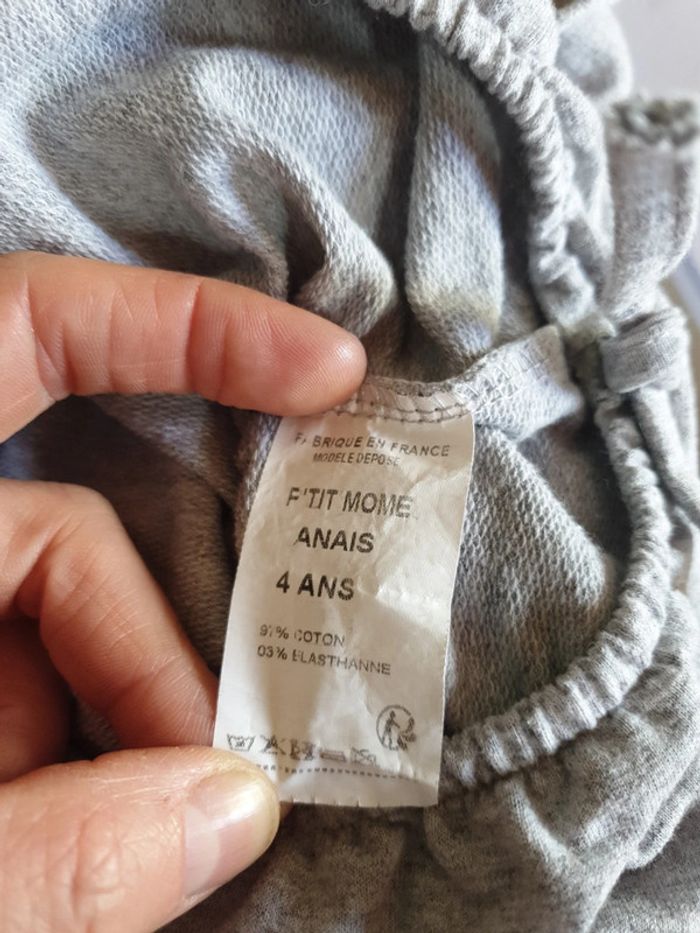 FABRIQUE EN FRANCE
MODELE DEPOSE
P'TIT MOME
ANAIS
4 ANS
97% COTON
03% ELASTHANNE